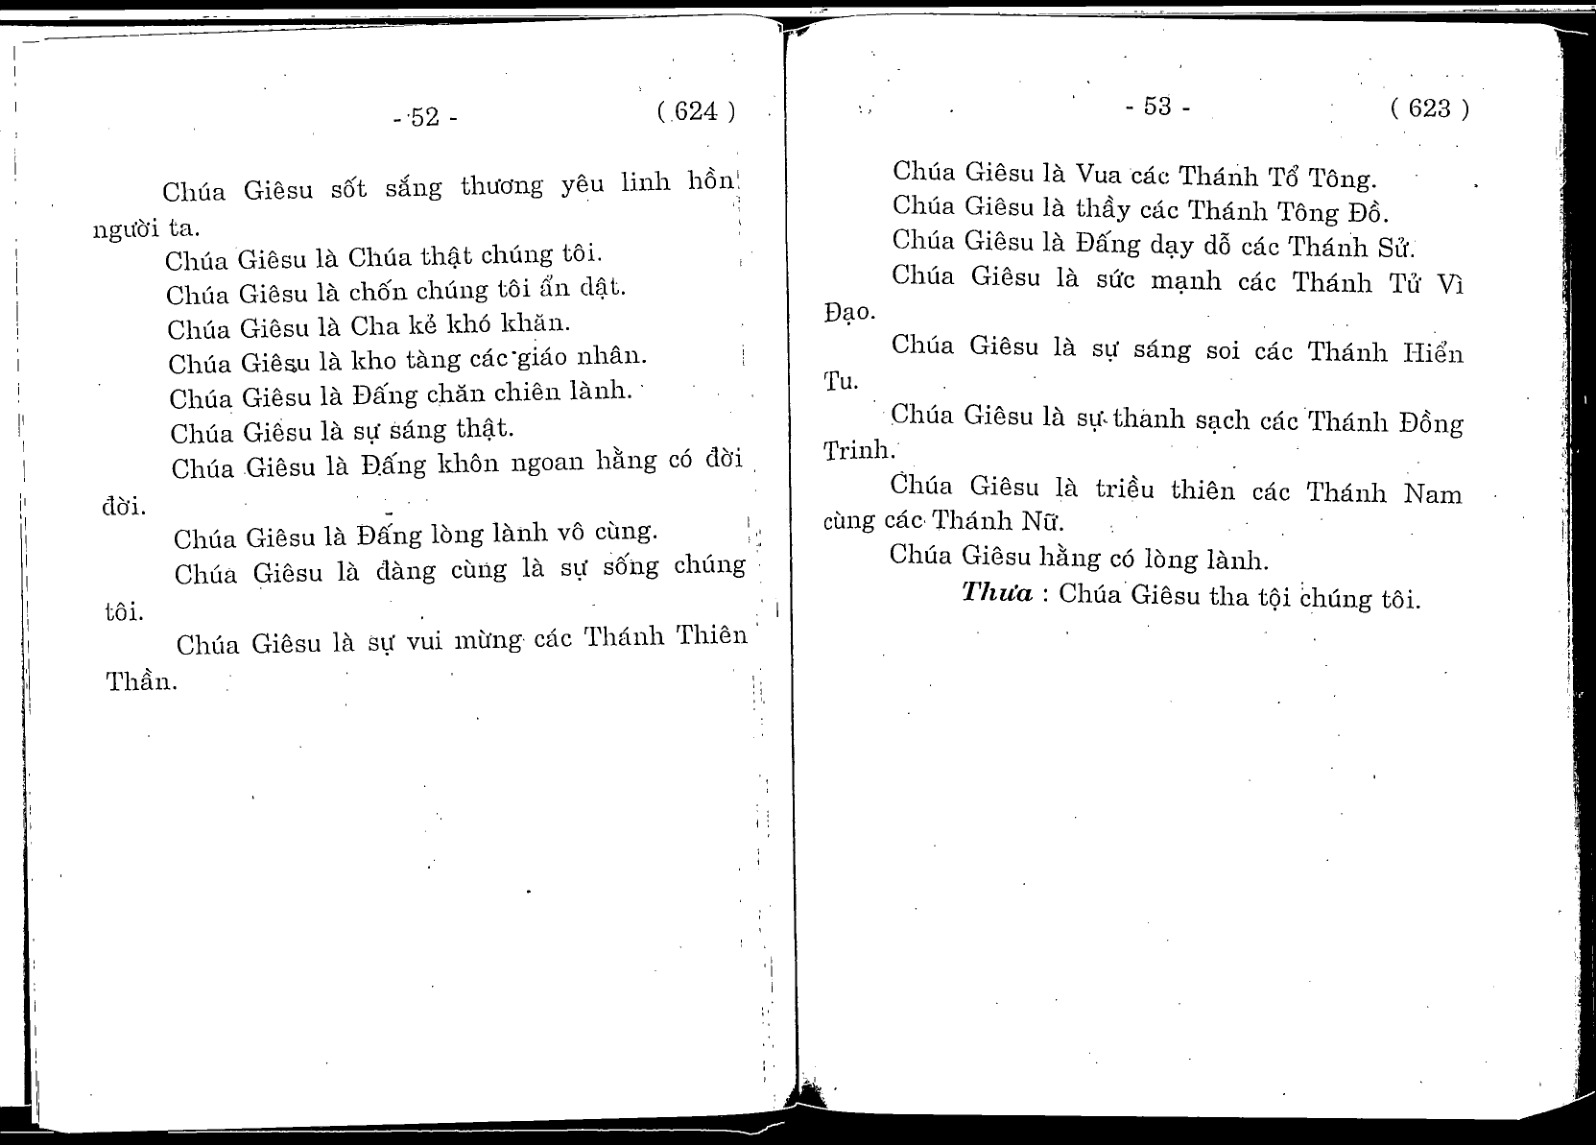 - 52 -
( 624 )
Chúa Giêsu sốt sắng thương yêu linh hồn
người ta.
Chúa Giêsu là Chúa thật chúng tôi.
Chúa Giêsu là chốn chúng tôi ẩn dật.
Chúa Giêsu là Cha kẻ khó khăn.
Chúa Giêsu là kho tàng các giáo nhân.
Chúa Giêsu là Đấng chăn chiên lành.
Chúa Giêsu là sự sáng thật.
Chúa Giêsu là Đấng khôn ngoan hằng có đời
đời.
Chúa Giêsu là Đấng lòng lành vô cùng.
Chúa Giêsu là đàng cùng là sự sống chúng
tôi.
Chúa Giêsu là sự vui mừng các Thánh Thiên
Thần.
- 53 -
( 623 )
Chúa Giêsu là Vua các Thánh Tổ Tông.
Chúa Giêsu là thầy các Thánh Tông Đồ.
Chúa Giêsu là Đấng dạy dỗ các Thánh Sử.
Chúa Giêsu là sức mạnh các Thánh Tử Vì
Đạo.
Chúa Giêsu là sự sáng soi các Thánh Hiển
Tu.
Chúa Giêsu là sự thanh sạch các Thánh Đồng
Trinh.
Chúa Giêsu là triều thiên các Thánh Nam
cùng các Thánh Nữ.
Chúa Giêsu hằng có lòng lành.
Thưa : Chúa Giêsu tha tội chúng tôi.